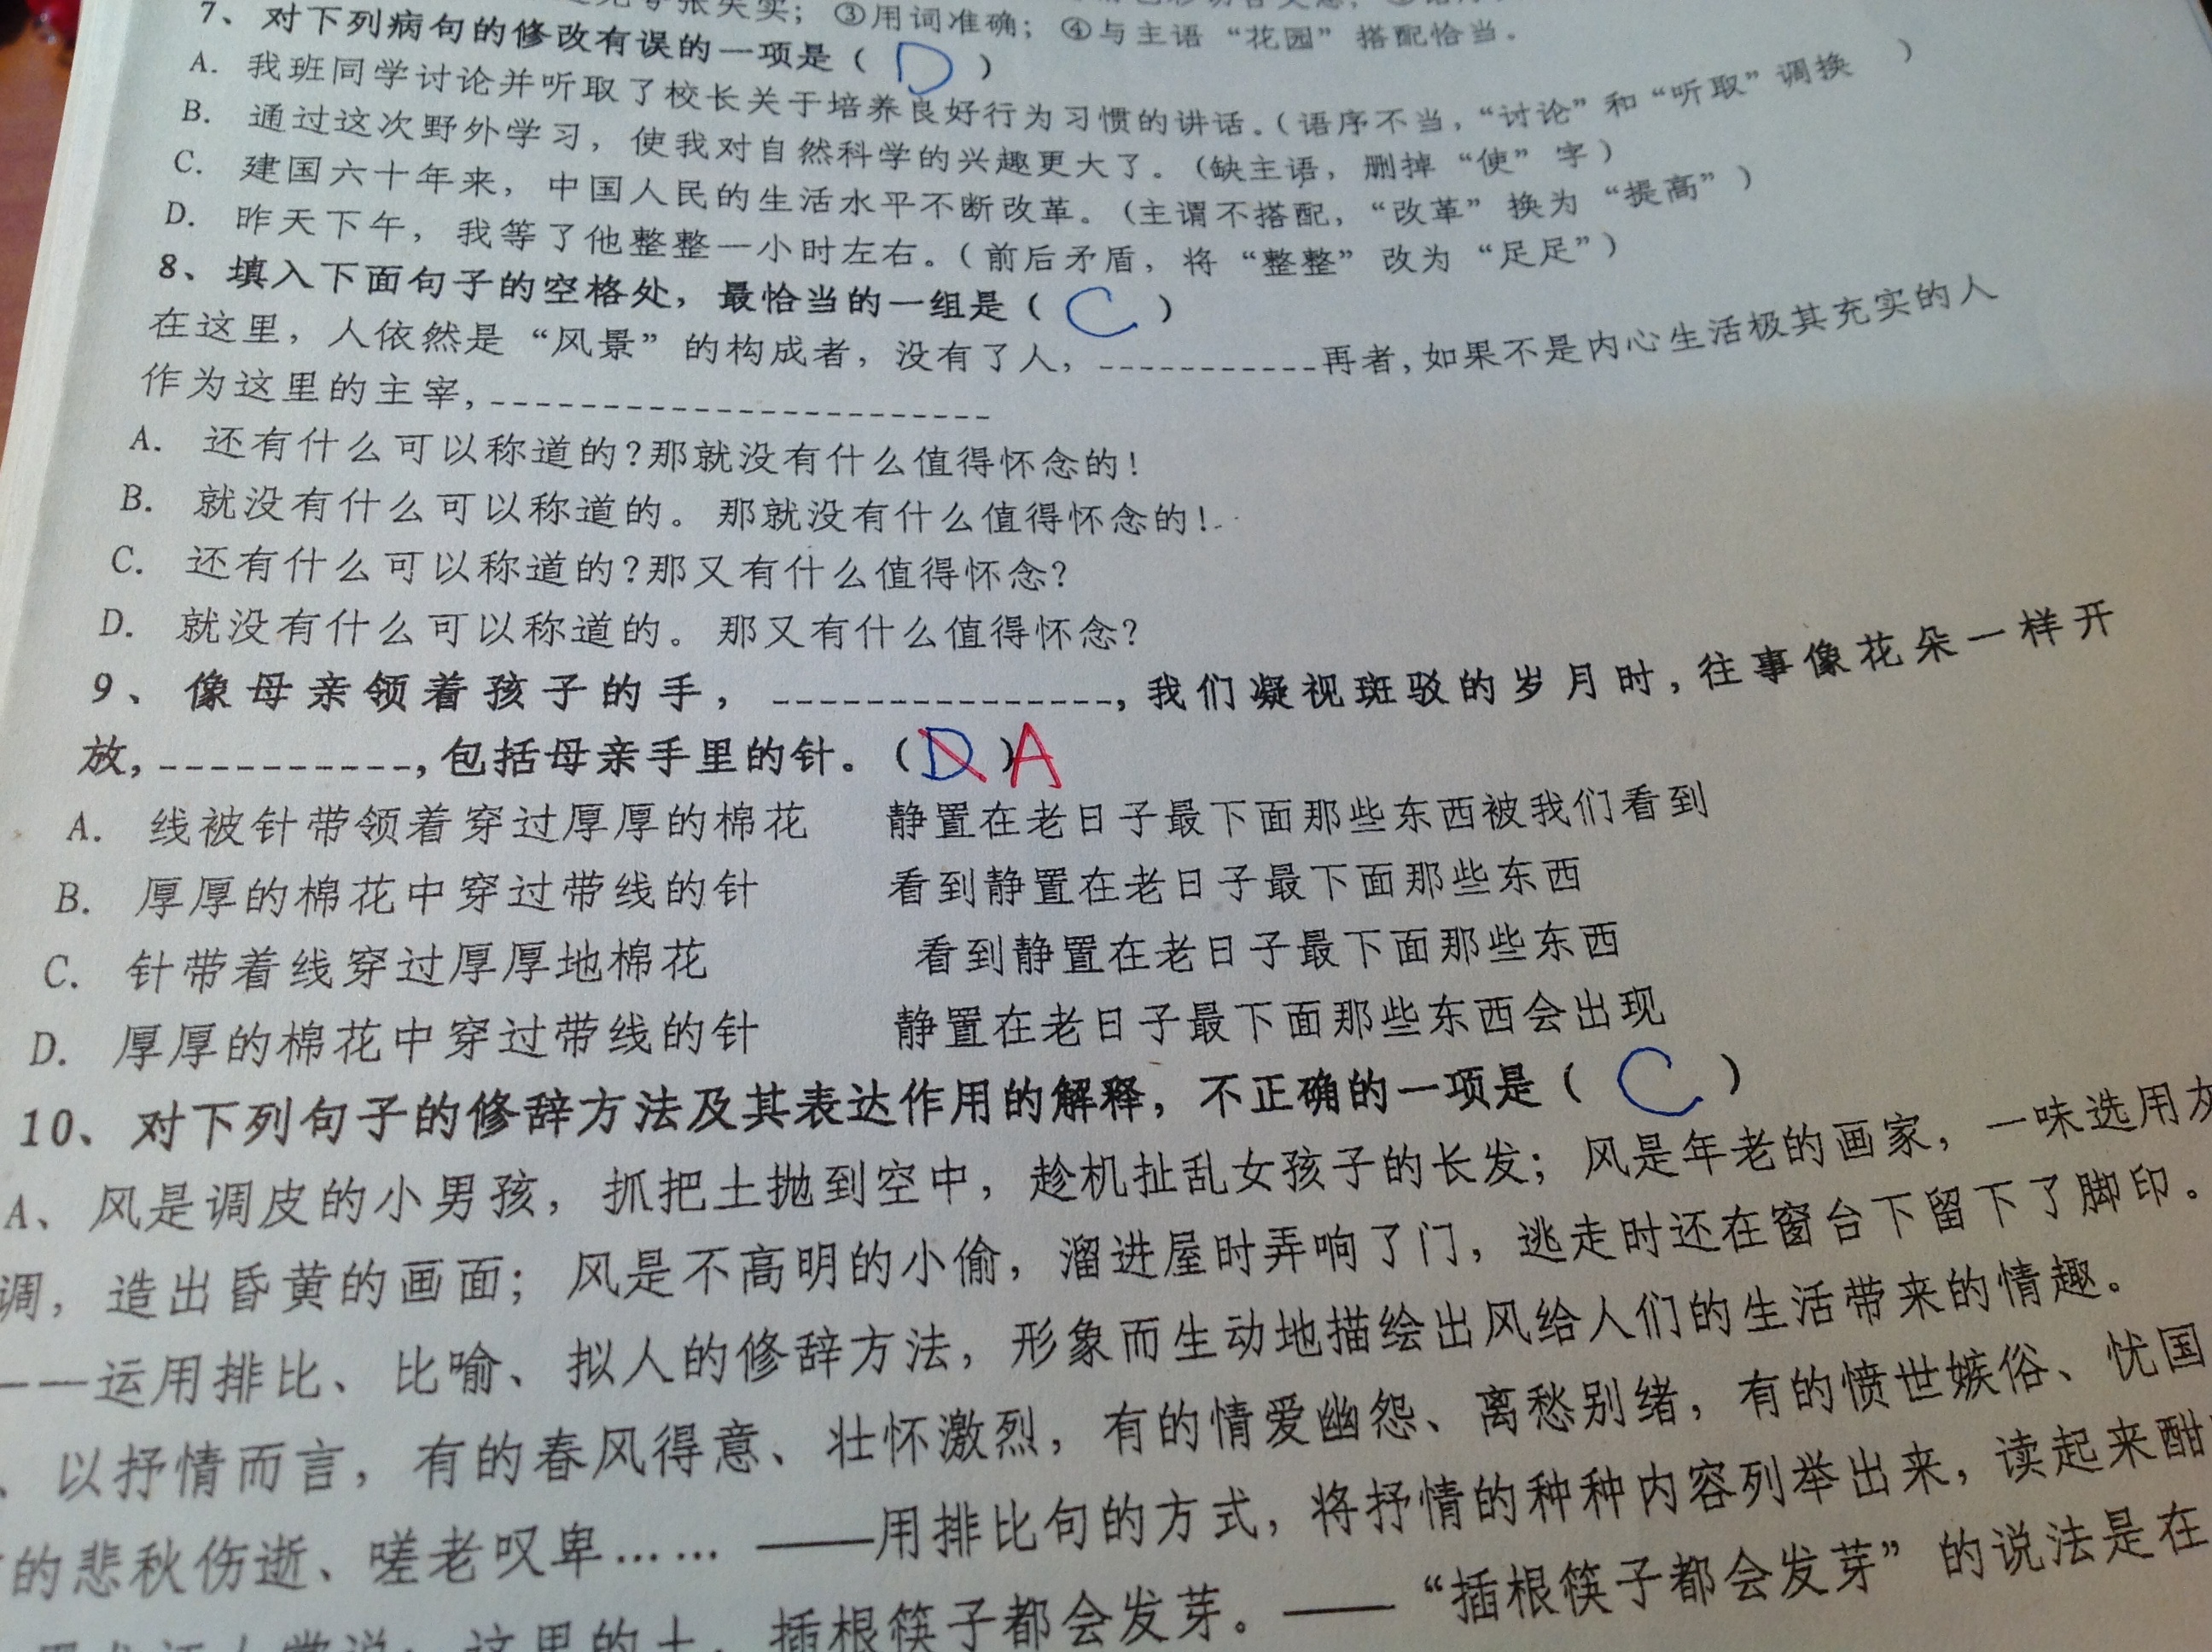 ③用词准确；④与主语“花园”搭配恰当。
7、对下列病句的修改有误的一项是（ D ）
A. 我班同学讨论并听取了校长关于培养良好行为习惯的讲话。（语序不当，“讨论”和“听取”调换 ）
B. 通过这次野外学习，使我对自然科学的兴趣更大了。（缺主语，删掉“使”字）
C. 建国六十年来，中国人民的生活水平不断改革。（主谓不搭配，“改革”换为“提高”）
D. 昨天下午，我等了他整整一小时左右。（前后矛盾，将“整整”改为“足足”）
8、填入下面句子的空格处，最恰当的一组是（ C ）
在这里，人依然是“风景”的构成者，没有了人，------------再者，如果不是内心生活极其充实的人
作为这里的主宰，-----------------------
A. 还有什么可以称道的？那就没有什么值得怀念的！
B. 就没有什么可以称道的。那就没有什么值得怀念的！
C. 还有什么可以称道的？那又有什么值得怀念？
D. 就没有什么可以称道的。那又有什么值得怀念？
9、像母亲领着孩子的手，---------------，我们凝视斑驳的岁月时，往事像花朵一样开
放，-----------，包括母亲手里的针。（ D ）A
A. 线被针带领着穿过厚厚的棉花 静置在老日子最下面那些东西被我们看到
B. 厚厚的棉花中穿过带线的针 看到静置在老日子最下面那些东西
C. 针带着线穿过厚厚地棉花 看到静置在老日子最下面那些东西
D. 厚厚的棉花中穿过带线的针 静置在老日子最下面那些东西会出现
10、对下列句子的修辞方法及其表达作用的解释，不正确的一项是（ C ）
A、风是调皮的小男孩，抓把土抛到空中，趁机扯乱女孩子的长发；风是年老的画家，一味选用
调，造出昏黄的画面；风是不高明的小偷，溜进屋时弄响了门，逃走时还在窗台下留下了脚印。
——运用排比、比喻、拟人的修辞方法，形象而生动地描绘出风给人们的生活带来的情趣。
、以抒情而言，有的春风得意、壮怀激烈，有的情爱幽怨、离愁别绪，有的愤世嫉俗、忧国
的悲秋伤逝、嗟老叹卑……——用排比句的方式，将抒情的种种内容列举出来，读起来酣
这里的土，插根筷子都会发芽。——“插根筷子都会发芽”的说法是在